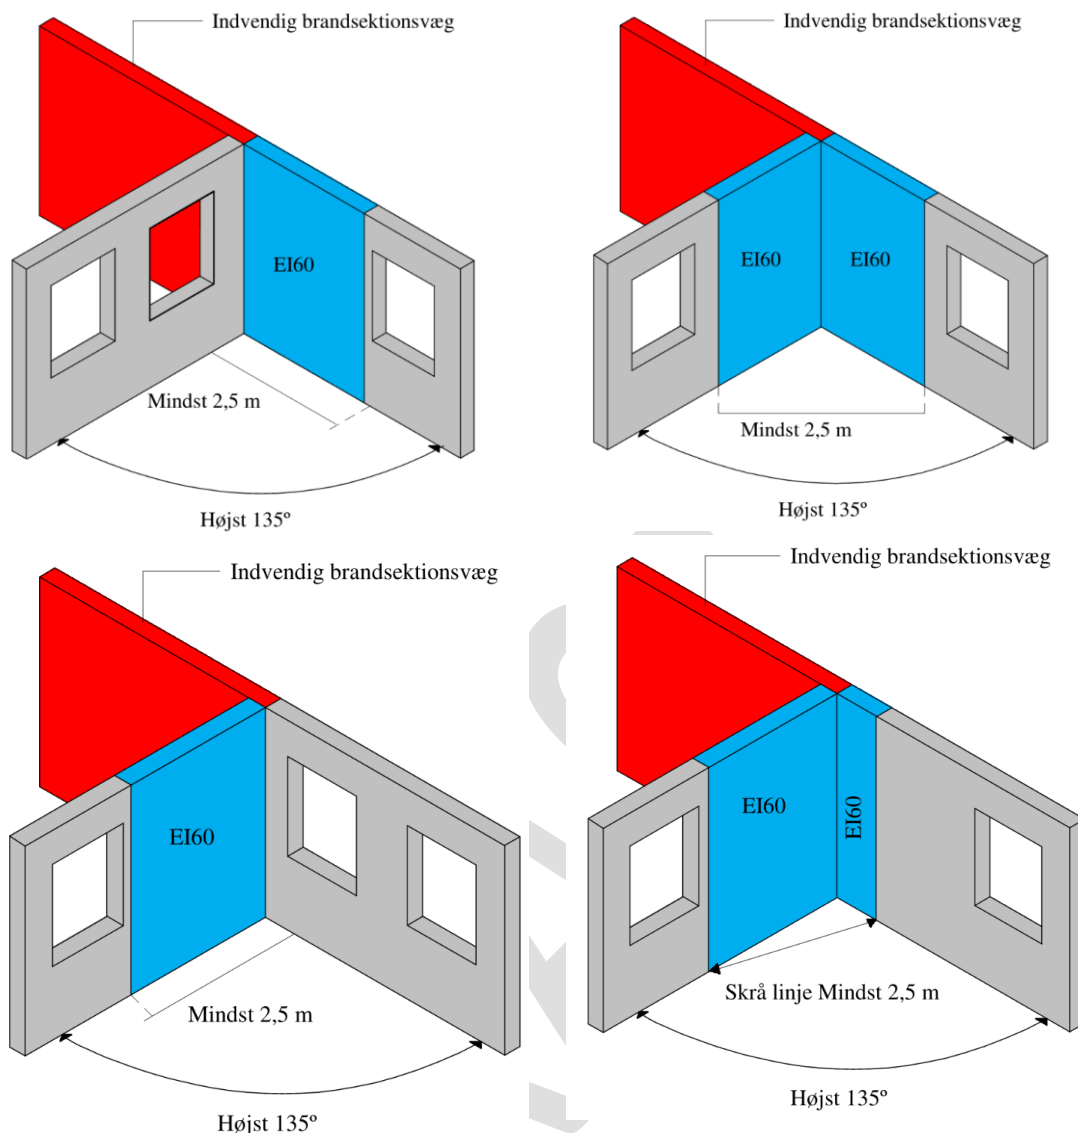 Indvendig brandsektionsvæg
EI60
Mindst 2,5 m
Højst 135º
Indvendig brandsektionsvæg
EI60
EI60
Mindst 2,5 m
Højst 135º
Indvendig brandsektionsvæg
EI60
Mindst 2,5 m
Højst 135º
Indvendig brandsektionsvæg
EI60
EI60
Skrå linje Mindst 2,5 m
Højst 135º